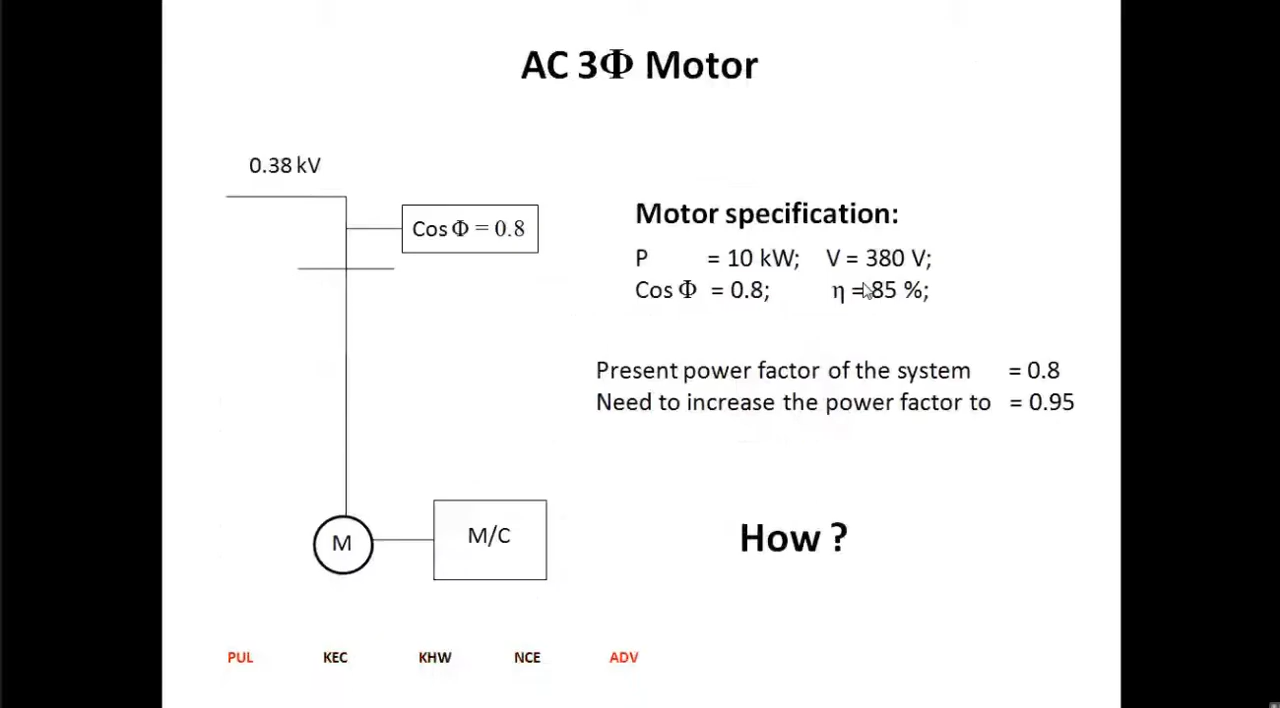 AC 3Φ Motor
0.38 kV
Cos Φ = 0.8
Motor specification:
P = 10 kW; V = 380 V;
Cos Φ = 0.8; η = 85 %;
Present power factor of the system = 0.8
Need to increase the power factor to = 0.95
M
M/C
How ?
PUL KEC KHW NCE ADV